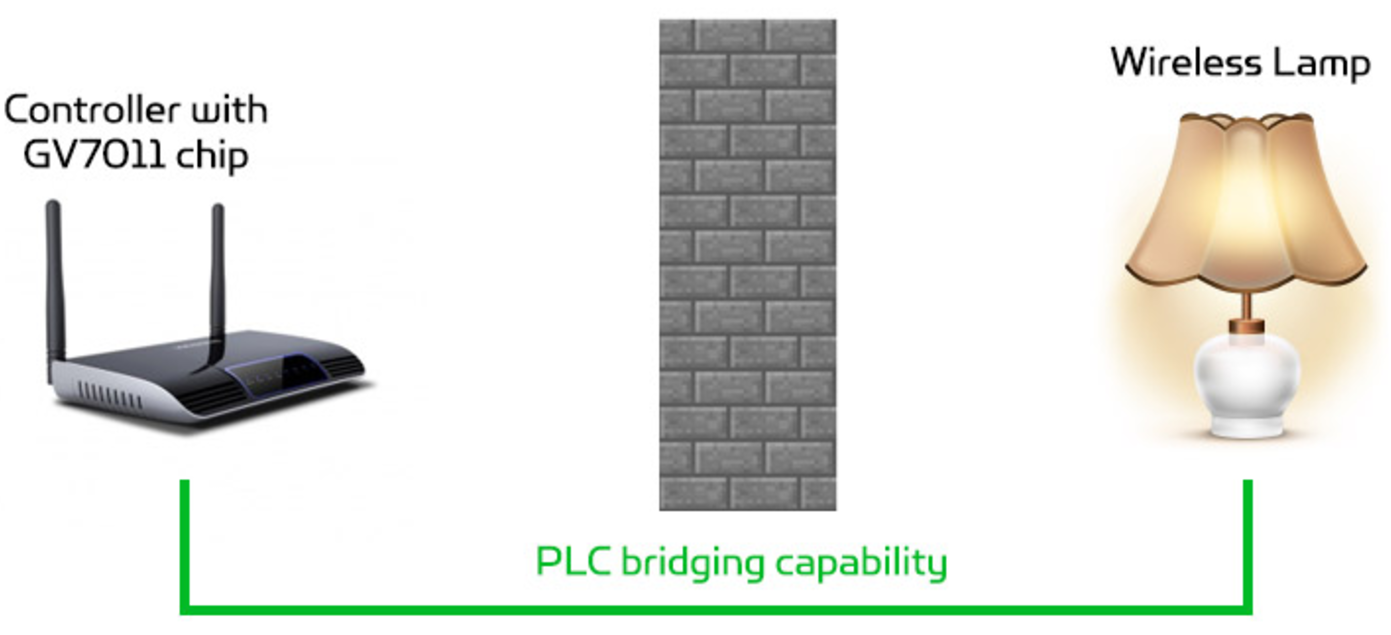 Controller with
GV7011 chip
Wireless Lamp
PLC bridging capability